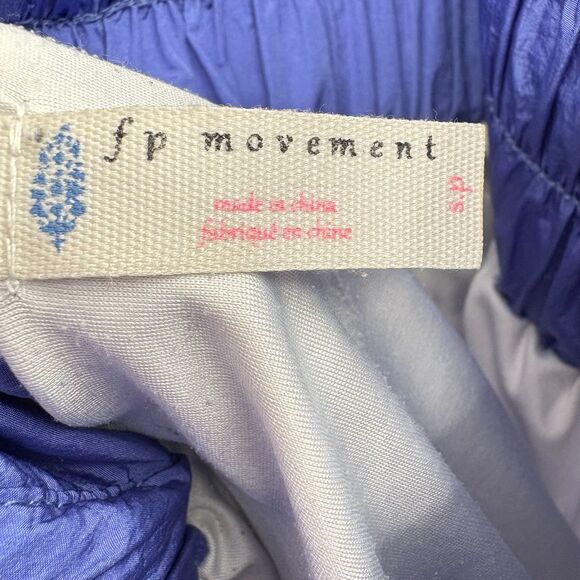 fp movement
made in china
fabriqué en chine
s.p